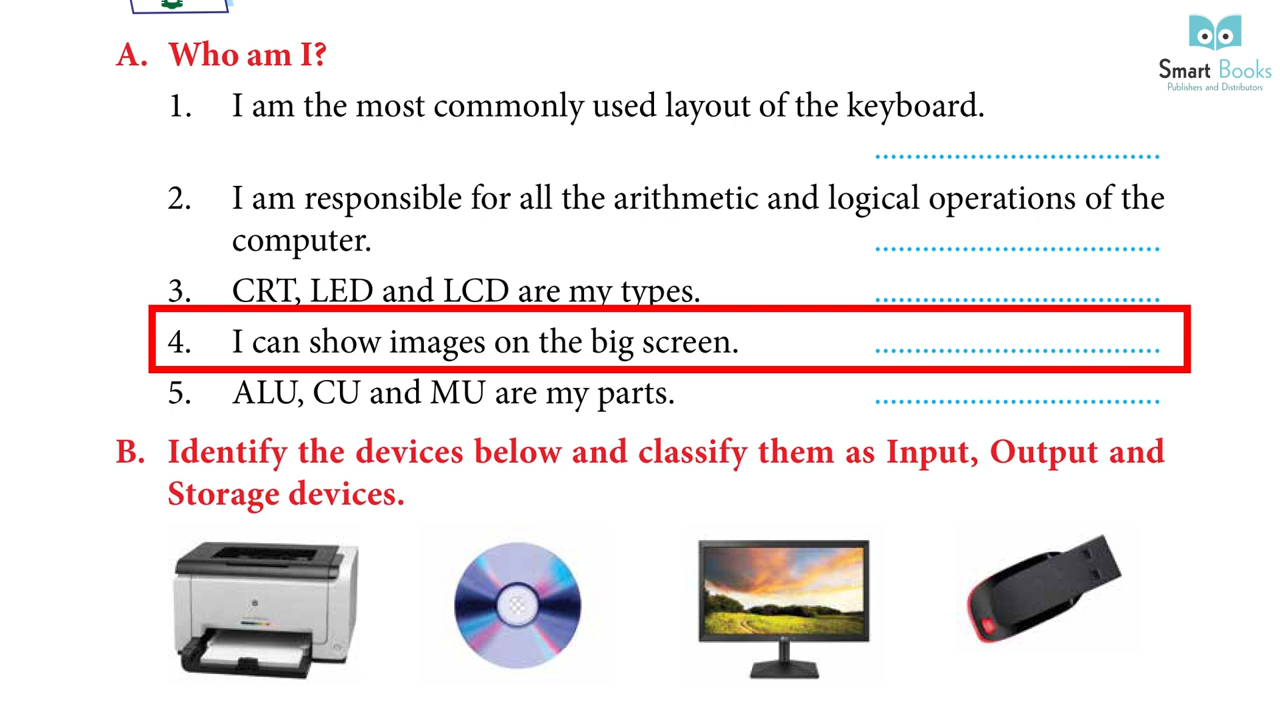 Smart Books
Publishers and Distributors
A. Who am I?
1. I am the most commonly used layout of the keyboard.
....................................
2. I am responsible for all the arithmetic and logical operations of the
computer. ....................................
3. CRT, LED and LCD are my types. ....................................
4. I can show images on the big screen. ....................................
5. ALU, CU and MU are my parts. ....................................
B. Identify the devices below and classify them as Input, Output and
Storage devices.